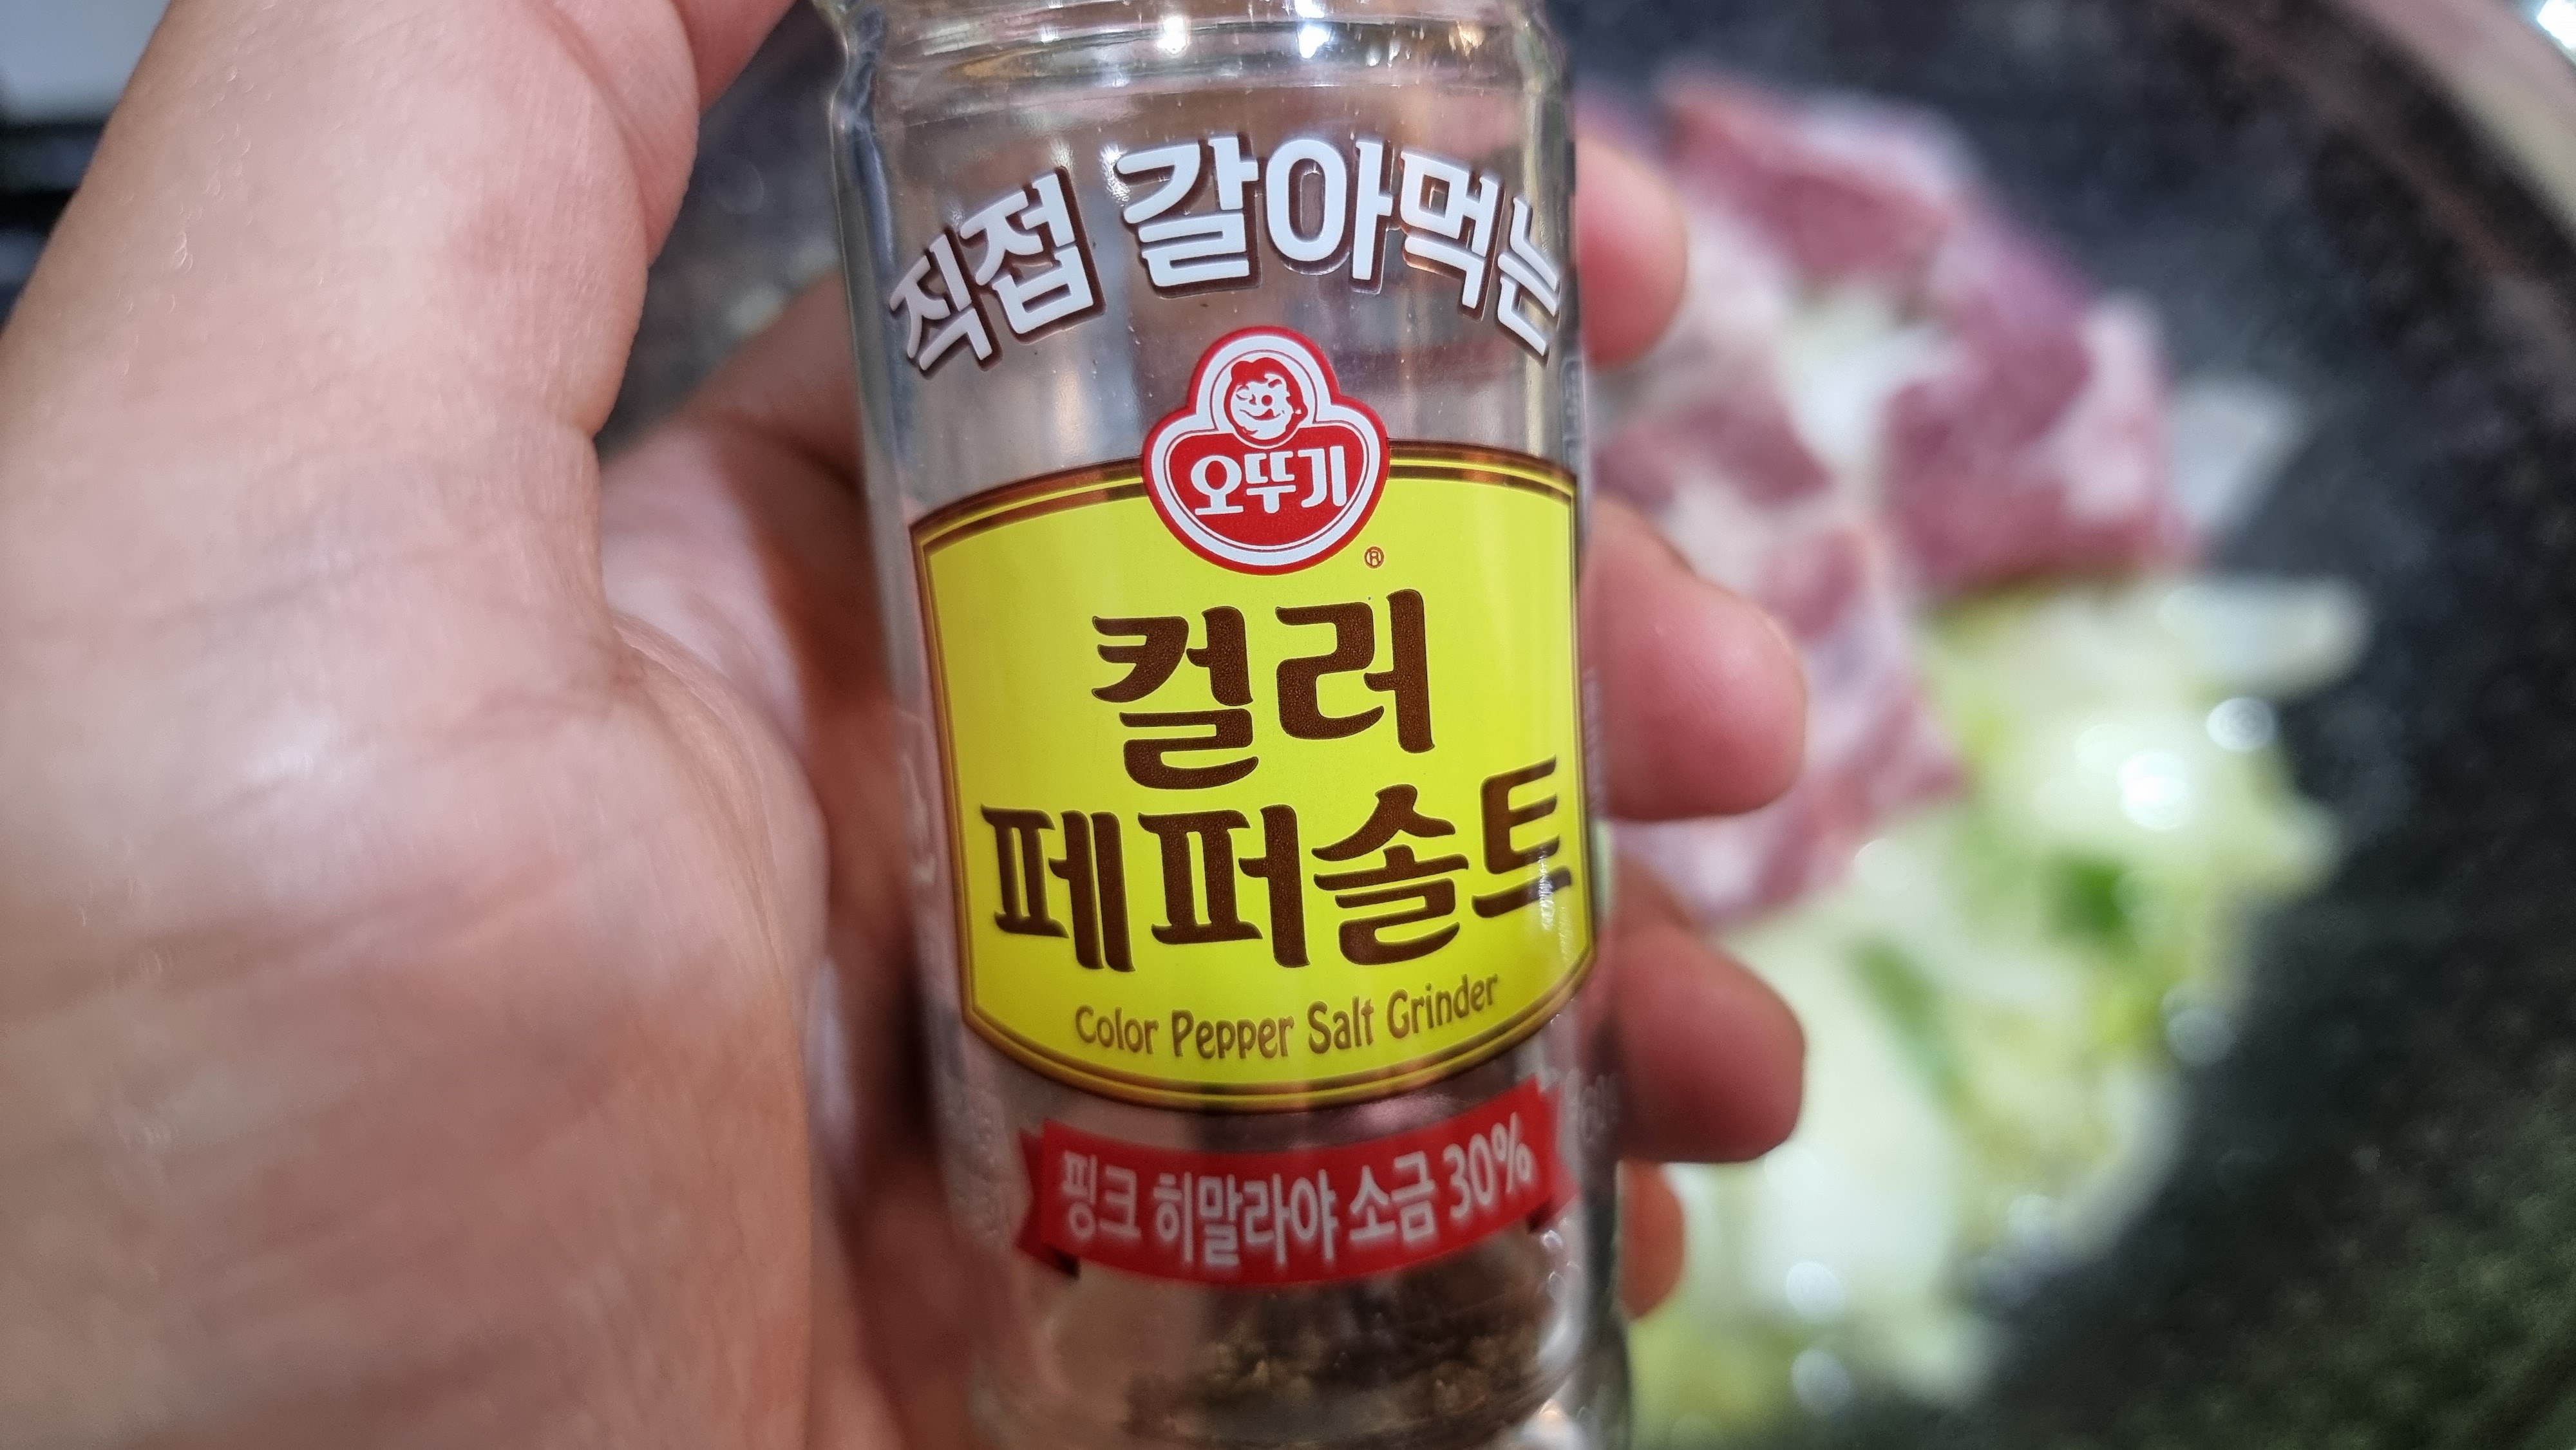 직접 갈아먹는
오뚜기
®
컬러
페퍼솔트
Color Pepper Salt Grinder
핑크 히말라야 소금 30%